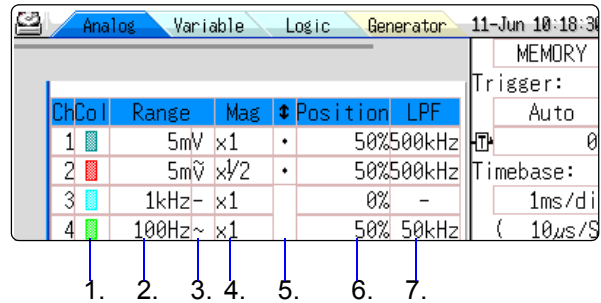 Analog Variable Logic Generator 11-Jun 10:18:30
MEMORY
Trigger:
Ch Col Range Mag ↕ Position LPF Auto
1 5mV x1 • 50% 500kHz T 0
2 5mṼ x1/2 • 50% 500kHz Timebase:
3 1kHz - x1 0% - 1ms/di
4 100Hz ~ x1 50% 50kHz ( 10µs/S
1. 2. 3. 4. 5. 6. 7.